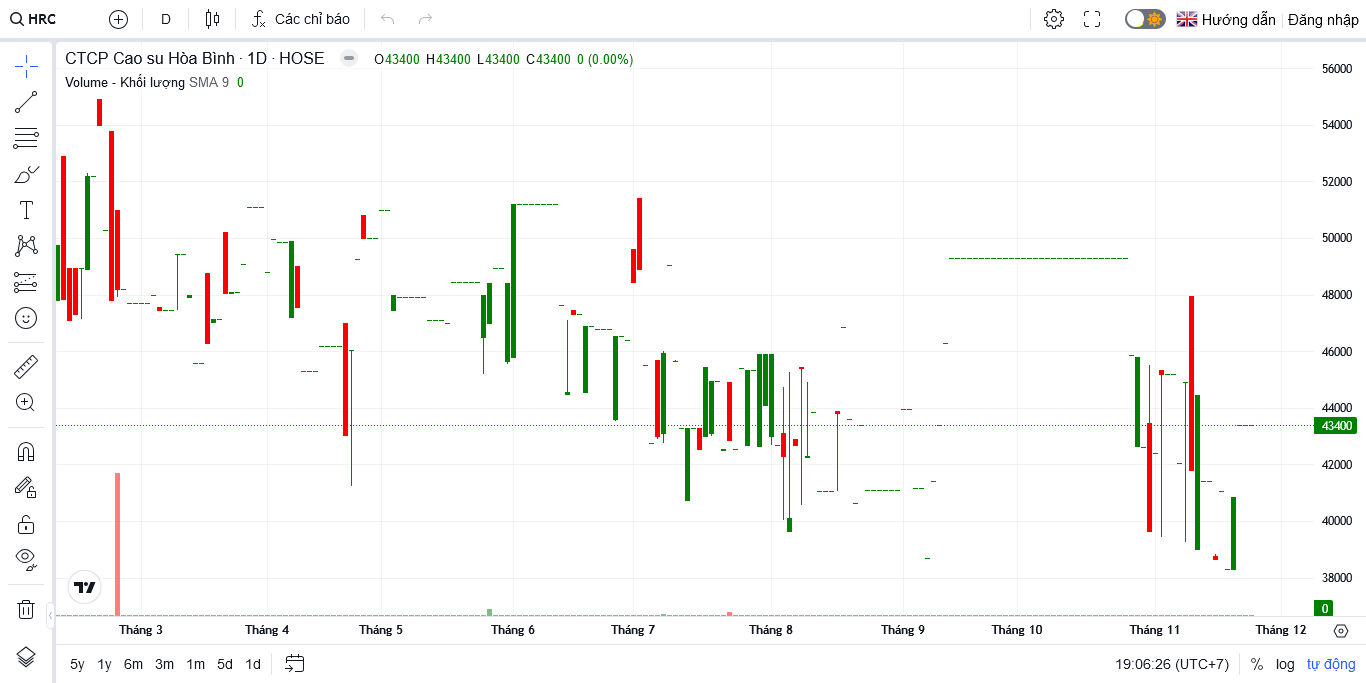 HRC D Các chỉ báo Hướng dẫn Đăng nhập
CTCP Cao su Hòa Bình · 1D · HOSE O43400 H43400 L43400 C43400 0 (0.00%)
Volume - Khối lượng SMA 9 0
56000
54000
52000
50000
48000
46000
44000
43400
42000
40000
38000
0
Tháng 3 Tháng 4 Tháng 5 Tháng 6 Tháng 7 Tháng 8 Tháng 9 Tháng 10 Tháng 11 Tháng 12
5y 1y 6m 3m 1m 5d 1d 19:06:26 (UTC+7) % log tự động